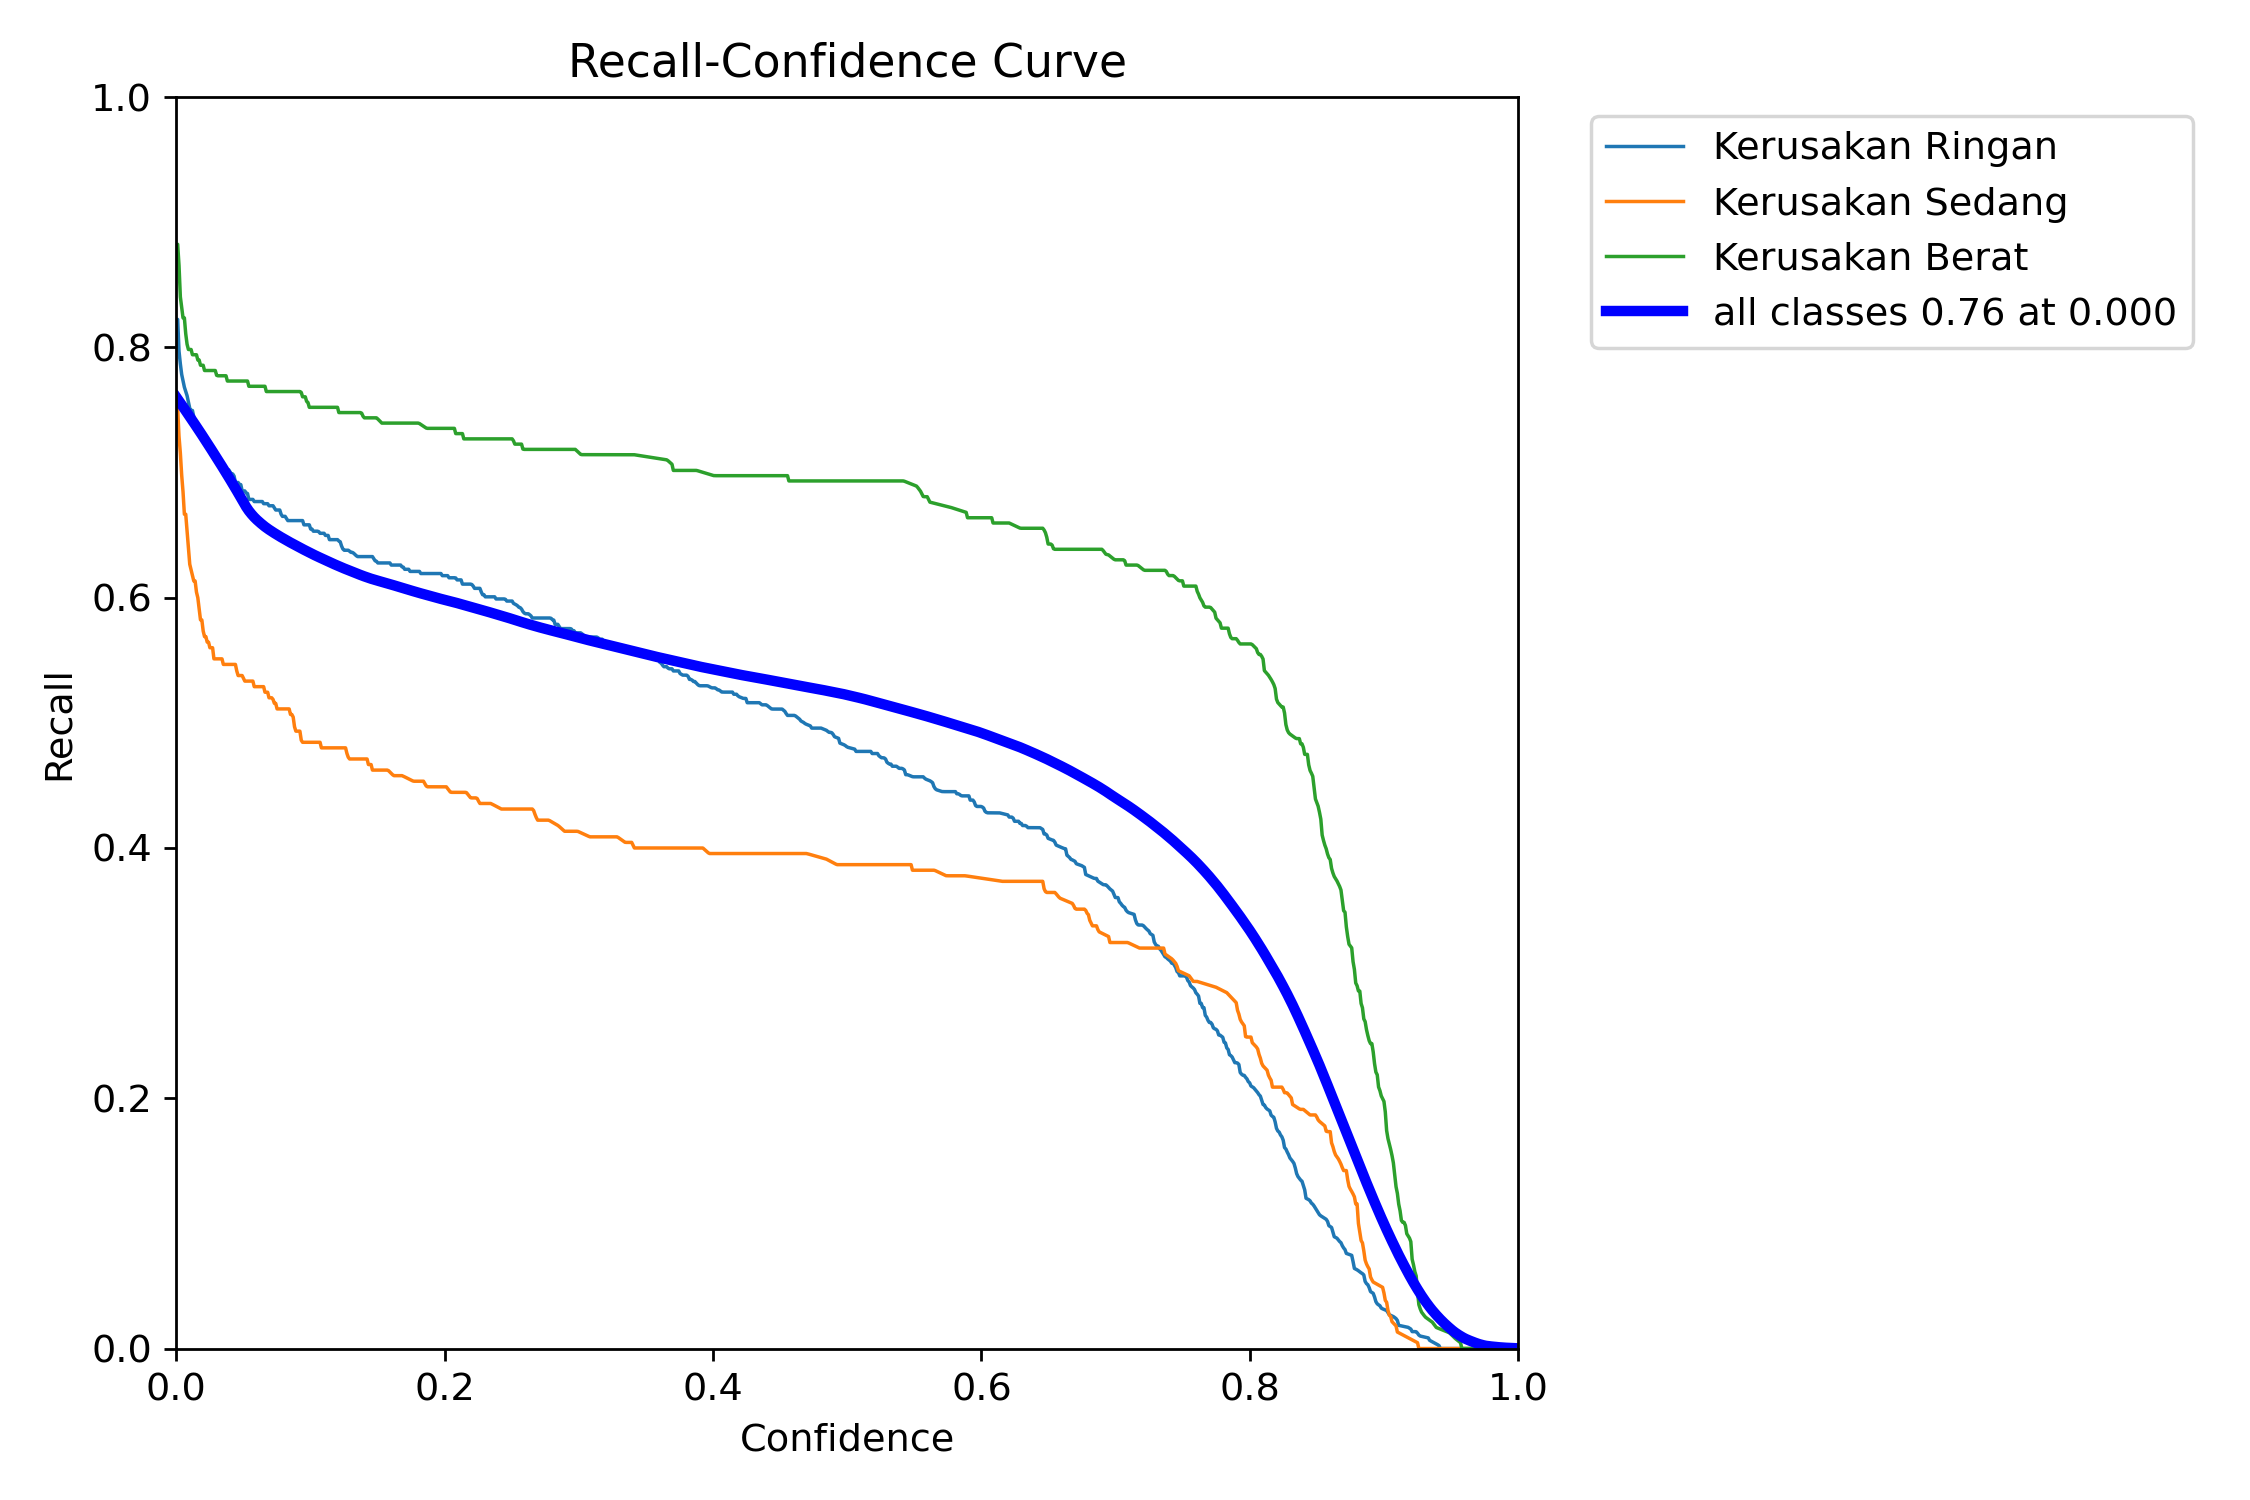 Recall-Confidence Curve
1.0
0.8
0.6
0.4
0.2
0.0
Recall
0.0 0.2 0.4 0.6 0.8 1.0
Confidence
Kerusakan Ringan
Kerusakan Sedang
Kerusakan Berat
all classes 0.76 at 0.000